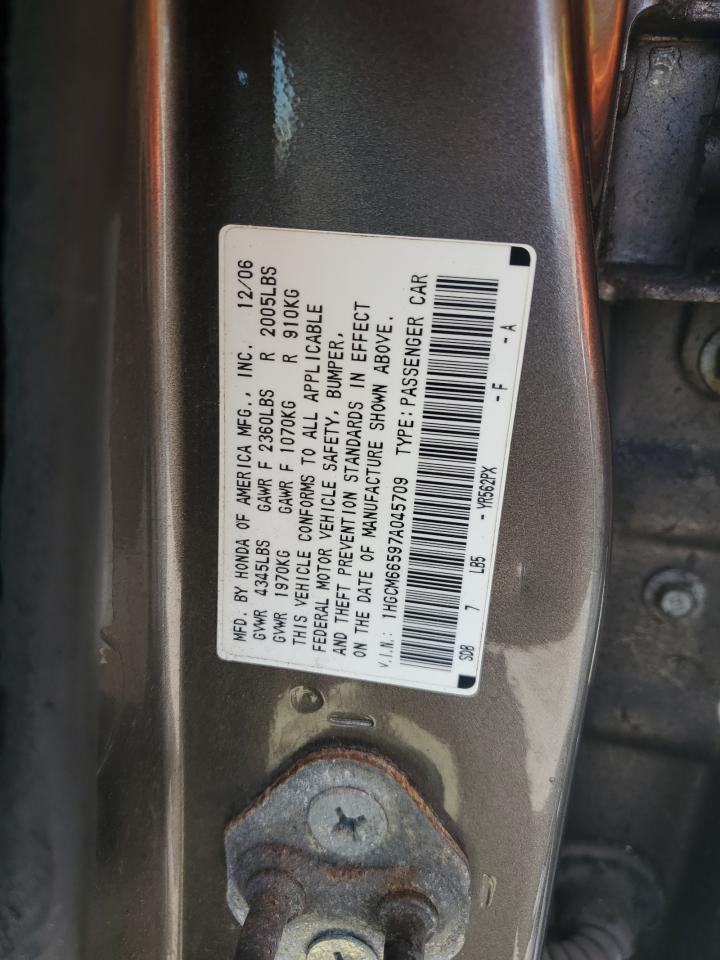 MFD. BY HONDA OF AMERICA MFG., INC. 12/06
GVWR 4345LBS GAWR F 2360LBS R 2005LBS
GVWR 1970KG GAWR F 1070KG R 910KG
THIS VEHICLE CONFORMS TO ALL APPLICABLE
FEDERAL MOTOR VEHICLE SAFETY, BUMPER,
AND THEFT PREVENTION STANDARDS IN EFFECT
ON THE DATE OF MANUFACTURE SHOWN ABOVE.
V.I.N.: 1HGCM66597A045709 TYPE: PASSENGER CAR
SDB 7 LB5 - YR562PX - F - A